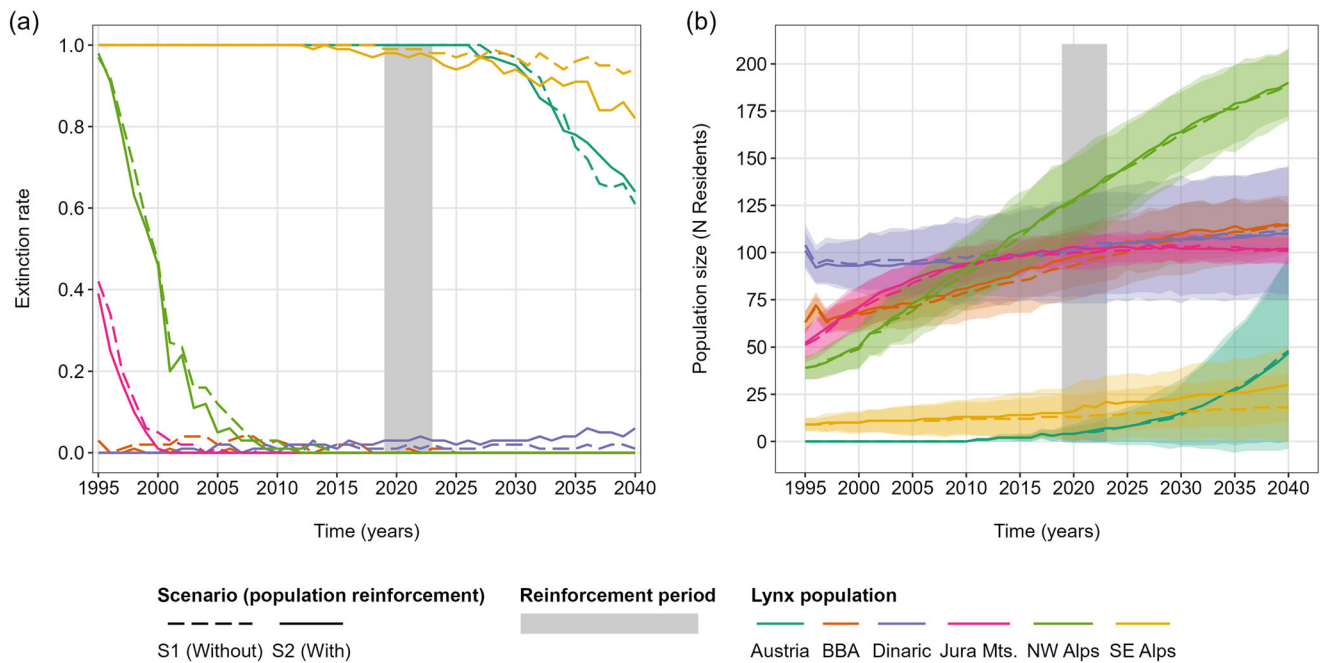 (a)
(b)
Extinction rate
1.0
0.8
0.6
0.4
0.2
0.0
1995 2000 2005 2010 2015 2020 2025 2030 2035 2040
Time (years)
Population size (N Residents)
200
175
150
125
100
75
50
25
0
1995 2000 2005 2010 2015 2020 2025 2030 2035 2040
Time (years)
Scenario (population reinforcement)
S1 (Without) S2 (With)
Reinforcement period
Lynx population
Austria BBA Dinaric Jura Mts. NW Alps SE Alps